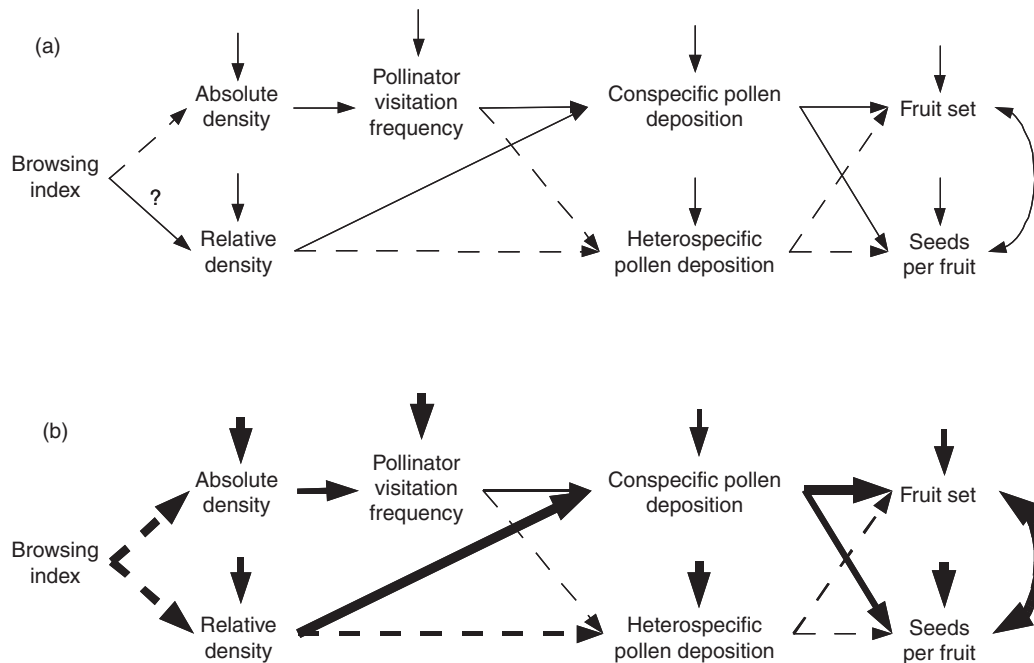 (a)
Absolute
density
Pollinator
visitation
frequency
Conspecific pollen
deposition
Fruit set
Browsing
index
?
Relative
density
Heterospecific
pollen deposition
Seeds
per fruit
(b)
Absolute
density
Pollinator
visitation
frequency
Conspecific pollen
deposition
Fruit set
Browsing
index
Relative
density
Heterospecific
pollen deposition
Seeds
per fruit